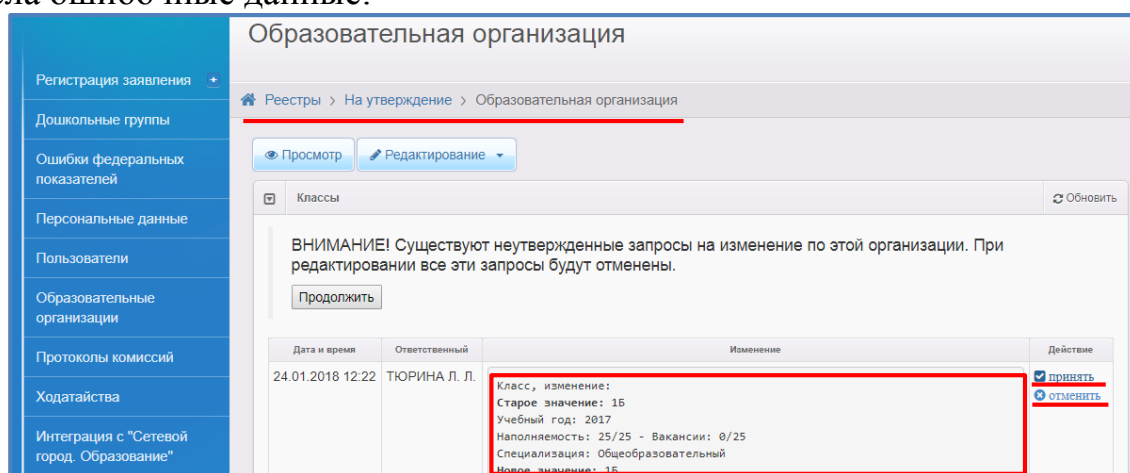 ошибочные данные.
Образовательная организация
Регистрация заявления
Реестры > На утверждение > Образовательная организация
Дошкольные группы
Просмотр Редактирование
Ошибки федеральных
показателей
Классы Обновить
Персональные данные
ВНИМАНИЕ! Существуют неутвержденные запросы на изменение по этой организации. При
редактировании все эти запросы будут отменены.
Пользователи
Продолжить
Образовательные
организации
Протоколы комиссий
Дата и время Ответственный Изменение Действие
24.01.2018 12:22 ТЮРИНА Л. Л. принять
отменить
Ходатайства
Класс, изменение:
Старое значение: 1Б
Учебный год: 2017
Наполняемость: 25/25 - Вакансии: 0/25
Специализация: Общеобразовательный
Новое значение: 1Б
Интеграция с "Сетевой
город. Образование"